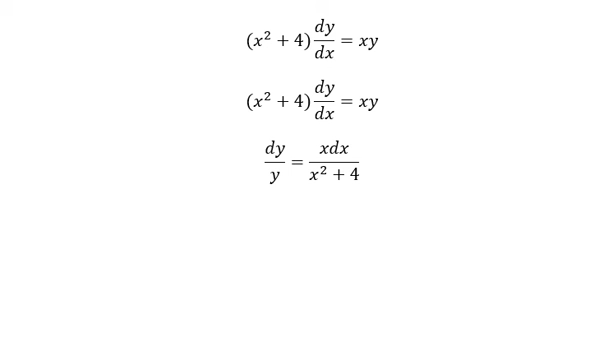 (x² + 4) dy/dx = xy
(x² + 4) dy/dx = xy
dy/y = xdx/(x² + 4)